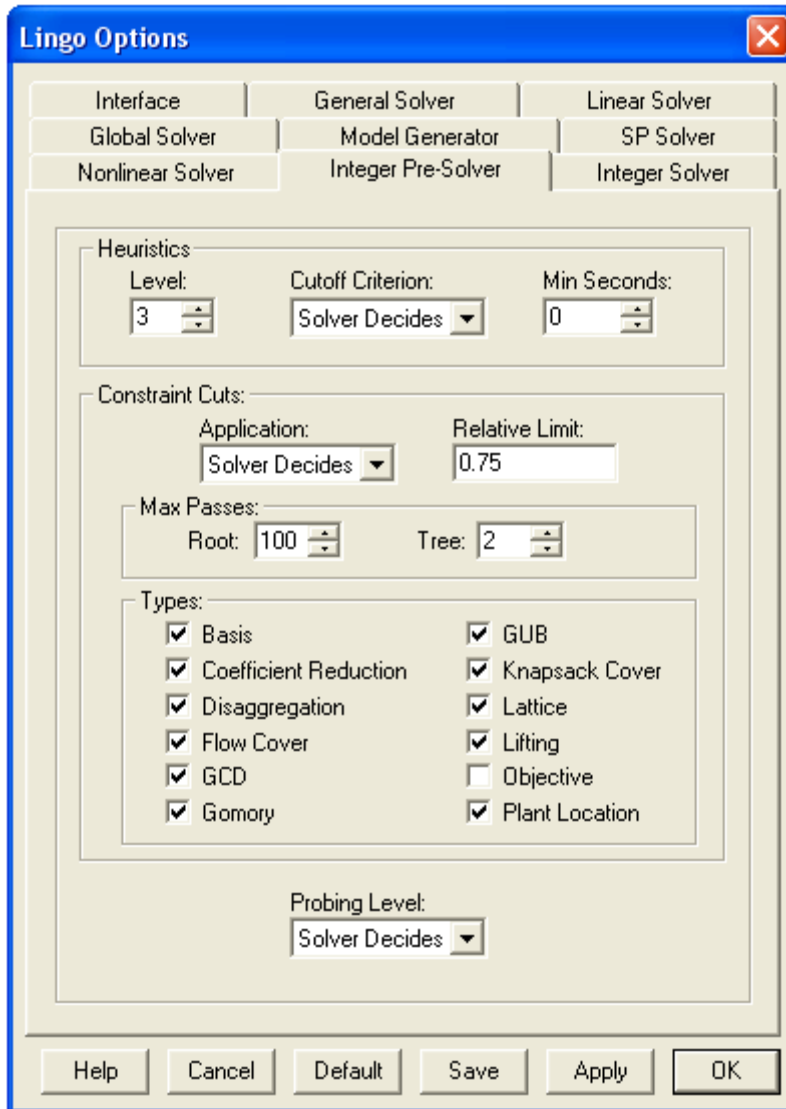 Lingo Options
Interface General Solver Linear Solver
Global Solver Model Generator SP Solver
Nonlinear Solver Integer Pre-Solver Integer Solver
Heuristics
Level: Cutoff Criterion: Min Seconds:
3 Solver Decides 0
Constraint Cuts:
Application: Relative Limit:
Solver Decides 0.75
Max Passes:
Root: 100 Tree: 2
Types:
Basis GUB
Coefficient Reduction Knapsack Cover
Disaggregation Lattice
Flow Cover Lifting
GCD Objective
Gomory Plant Location
Probing Level:
Solver Decides
Help Cancel Default Save Apply OK